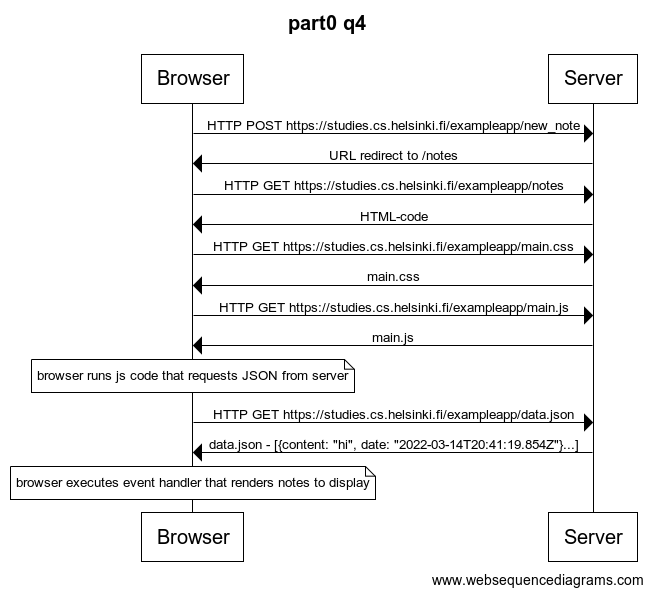 part0 q4
Browser
Server
HTTP POST https://studies.cs.helsinki.fi/exampleapp/new_note
URL redirect to /notes
HTTP GET https://studies.cs.helsinki.fi/exampleapp/notes
HTML-code
HTTP GET https://studies.cs.helsinki.fi/exampleapp/main.css
main.css
HTTP GET https://studies.cs.helsinki.fi/exampleapp/main.js
main.js
browser runs js code that requests JSON from server
HTTP GET https://studies.cs.helsinki.fi/exampleapp/data.json
data.json - [{content: "hi", date: "2022-03-14T20:41:19.854Z"}...]
browser executes event handler that renders notes to display
Browser
Server
www.websequencediagrams.com